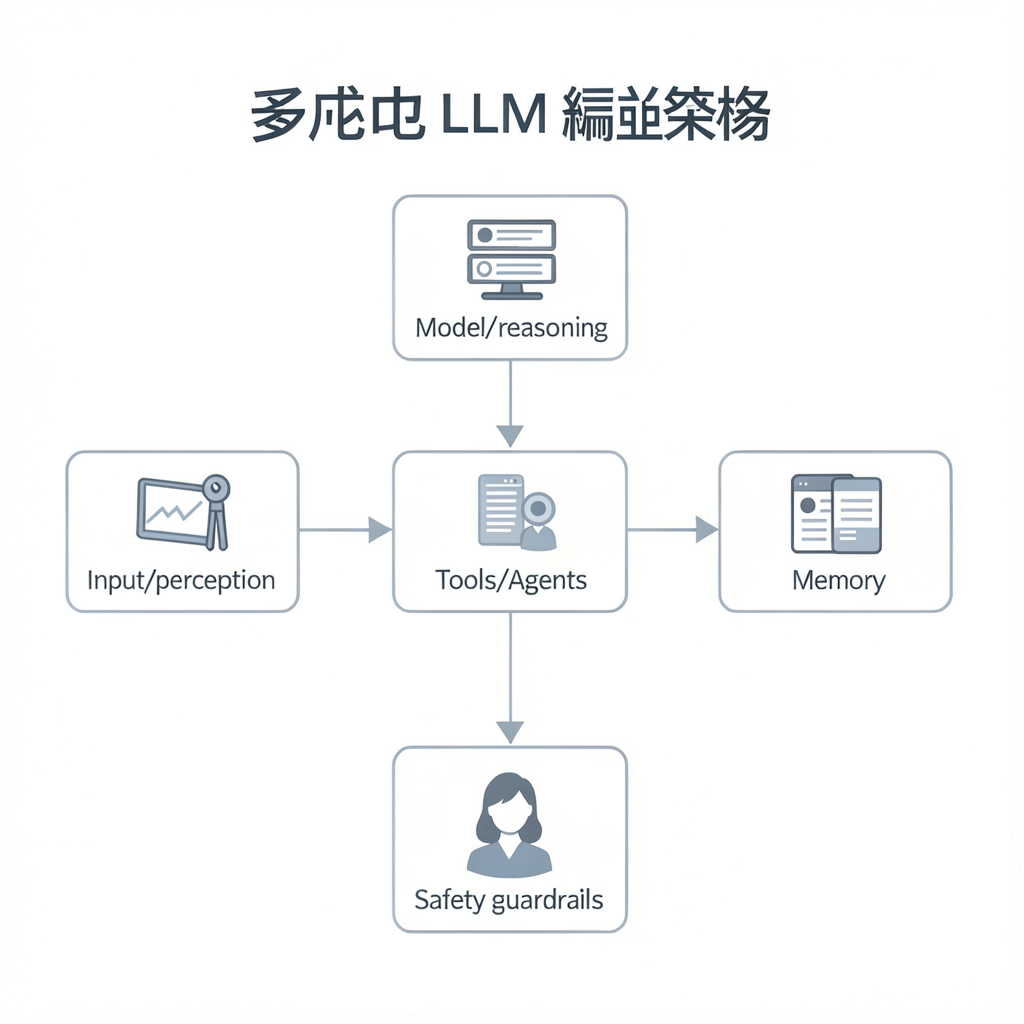 多 LLM
Model/reasoning
Input/perception
Tools/Agents
Memory
Safety guardrails